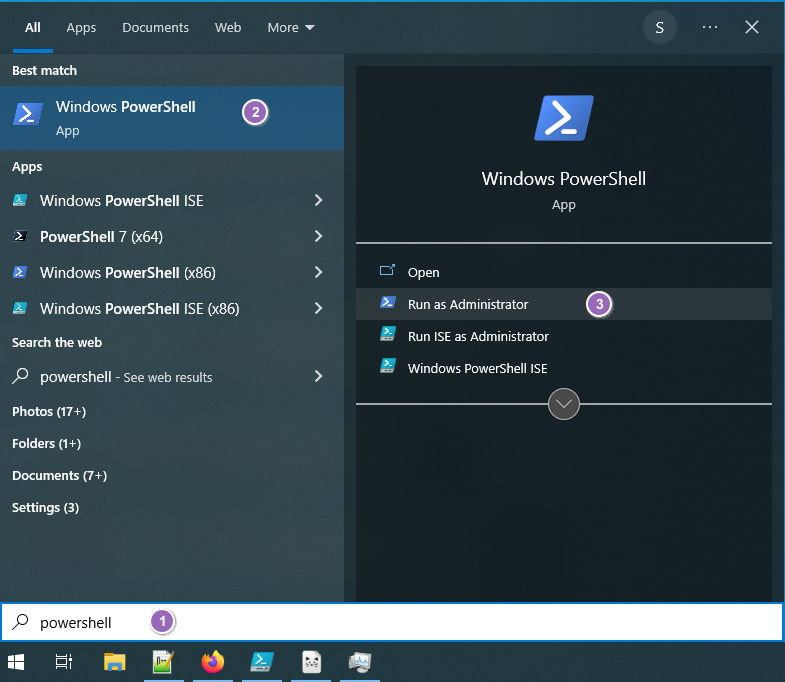 All Apps Documents Web More S ...
Best match
Windows PowerShell
App
2
Apps
Windows PowerShell ISE
PowerShell 7 (x64)
Windows PowerShell (x86)
Windows PowerShell ISE (x86)
Search the web
powershell - See web results
Photos (17+)
Folders (1+)
Documents (7+)
Settings (3)
Windows PowerShell
App
Open
Run as Administrator 3
Run ISE as Administrator
Windows PowerShell ISE
powershell 1